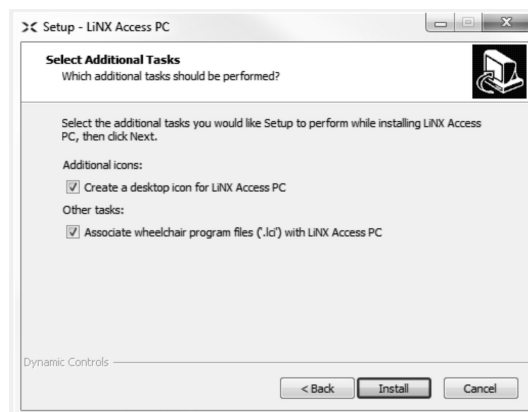 Setup - LiNX Access PC
Select Additional Tasks
Which additional tasks should be performed?
Select the additional tasks you would like Setup to perform while installing LiNX Access
PC, then click Next.
Additional icons:
Create a desktop icon for LiNX Access PC
Other tasks:
Associate wheelchair program files ('.lci') with LiNX Access PC
Dynamic Controls
< Back Install Cancel